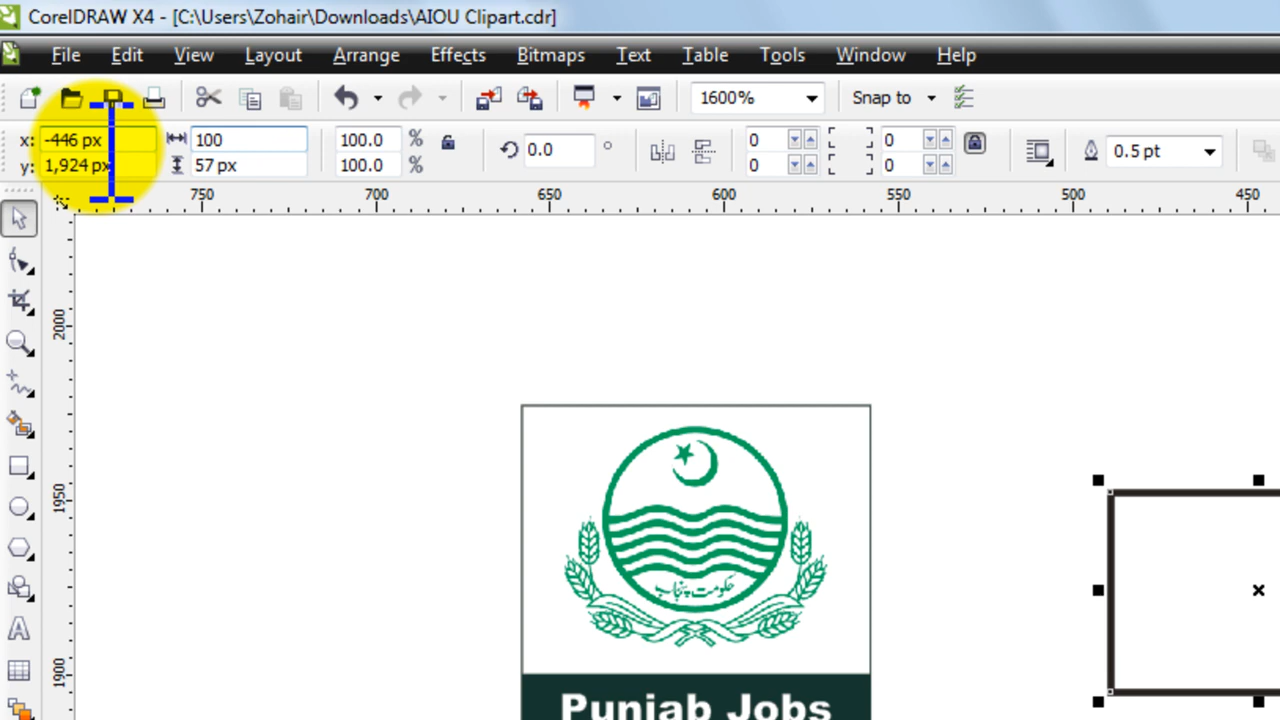 CorelDRAW X4 - [C:\Users\Zohair\Downloads\AIOU Clipart.cdr]
File Edit View Layout Arrange Effects Bitmaps Text Table Tools Window Help
1600% Snap to
x: -446 px 100 100.0 % 0.0 ° 0 0 0.5 pt
y: 1,924 px 57 px 100.0 % 0 0
750 700 650 600 550 500 450
2000
1950
1900
حکومت پنجاب
Punjab Jobs